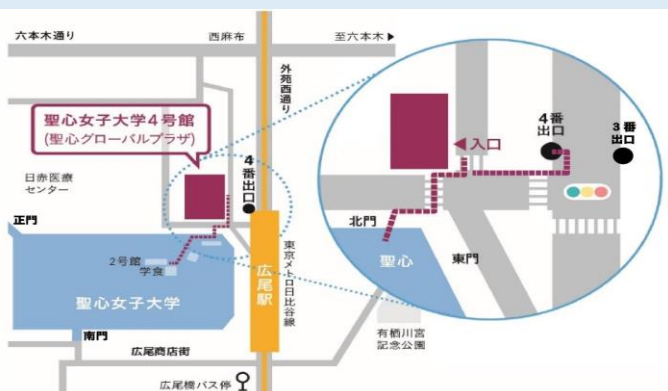 六本木通り
西麻布
至六本木▶
外苑西通り
聖心女子大学4号館
(聖心グローバルプラザ)
日赤医療
センター
4番出口
正門
2号館
学食
聖心女子大学
南門
広尾駅
東京メトロ日比谷線
広尾商店街
広尾橋バス停
有栖川宮
記念公園
◀入口
4番
出口
3番
出口
北門
聖心
東門